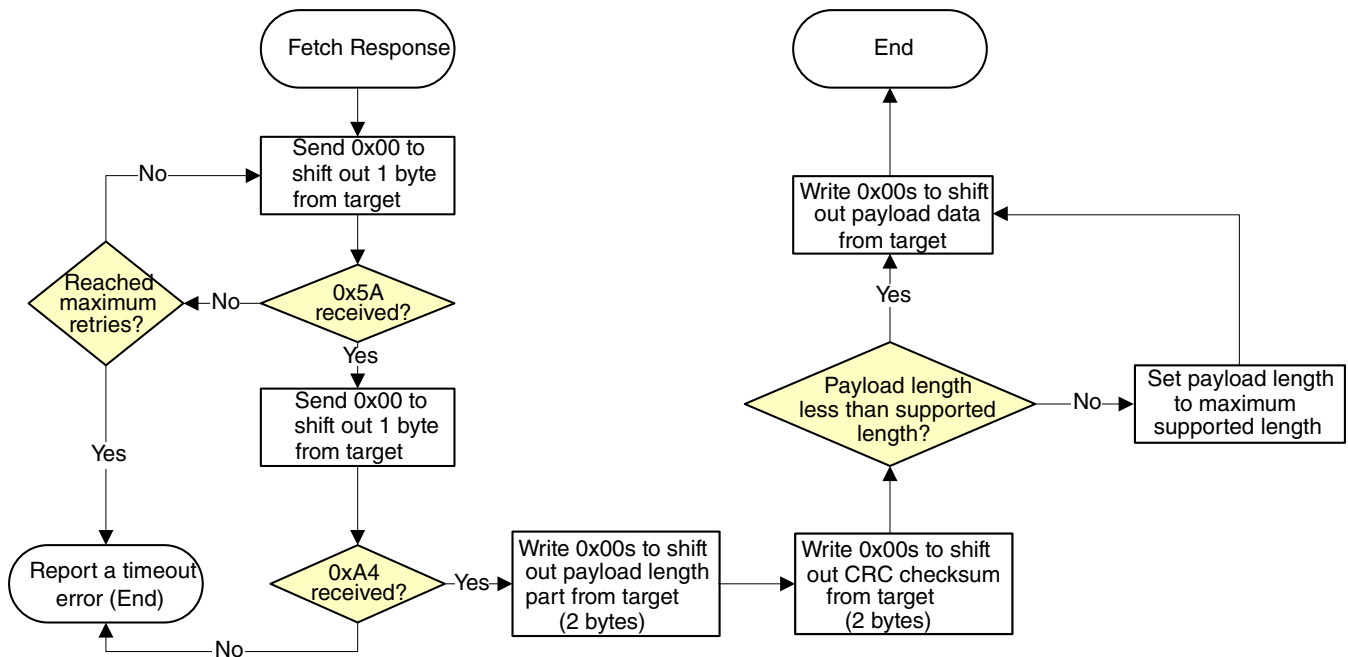 Fetch Response
Send 0x00 to
shift out 1 byte
from target
No
Reached
maximum
retries?
No
0x5A
received?
Yes
Send 0x00 to
shift out 1 byte
from target
Yes
Report a timeout
error (End)
0xA4
received?
No
Yes
Write 0x00s to shift
out payload length
part from target
(2 bytes)
Write 0x00s to shift
out CRC checksum
from target
(2 bytes)
Payload length
less than supported
length?
No
Set payload length
to maximum
supported length
Yes
Write 0x00s to shift
out payload data
from target
End